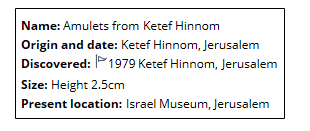 Name: Amulets from Ketef Hinnom
Origin and date: Ketef Hinnom, Jerusalem
Discovered: 1979 Ketef Hinnom, Jerusalem
Size: Height 2.5cm
Present location: Israel Museum, Jerusalem